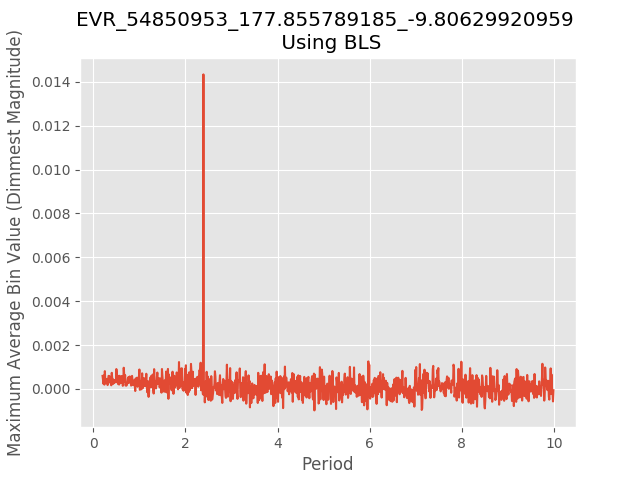 EVR_54850953_177.855789185_-9.80629920959
Using BLS
Maximum Average Bin Value (Dimmest Magnitude)
0.014
0.012
0.010
0.008
0.006
0.004
0.002
0.000
0 2 4 6 8 10
Period